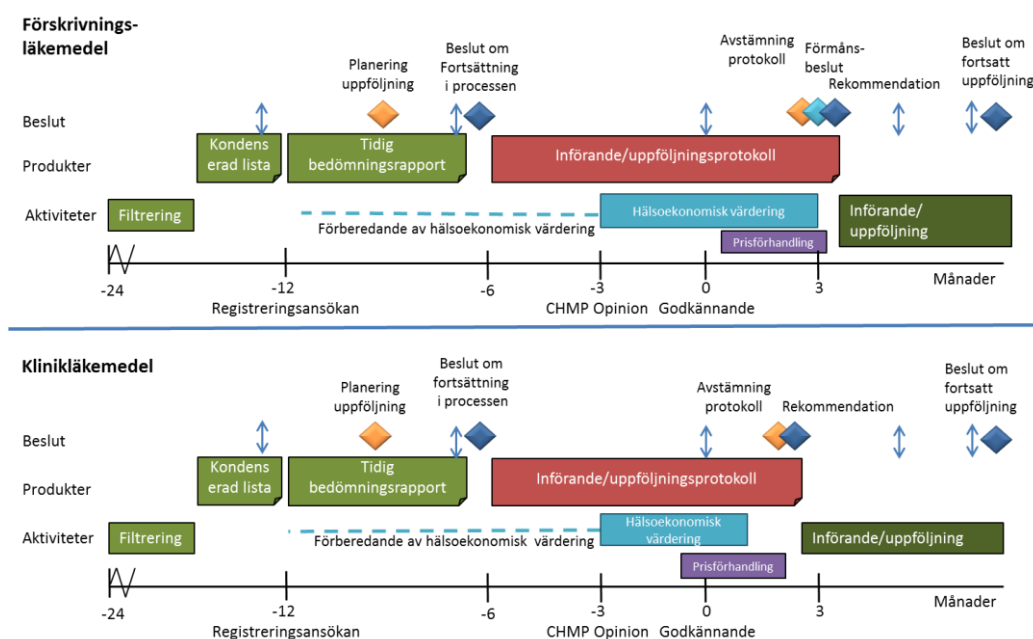 Förskrivnings-
läkemedel
Planering
uppföljning
Beslut om
Fortsättning
i processen
Avstämning
protokoll
Förmåns-
beslut
Rekommendation
Beslut om
fortsatt
uppföljning
Beslut
Produkter
Kondens
erad lista
Tidig
bedömningsrapport
Införande/uppföljningsprotokoll
Aktiviteter
Filtrering
Förberedande av hälsoekonomisk värdering
Hälsoekonomisk värdering
Prisförhandling
Införande/
uppföljning
Månader
-24
-12
-6
-3
0
3
Registreringsansökan
CHMP Opinion
Godkännande
Klinikläkemedel
Planering
uppföljning
Beslut om
fortsättning
i processen
Avstämning
protokoll
Rekommendation
Beslut om
fortsatt
uppföljning
Beslut
Produkter
Kondens
erad lista
Tidig
bedömningsrapport
Införande/uppföljningsprotokoll
Aktiviteter
Filtrering
Förberedande av hälsoekonomisk värdering
Hälsoekonomisk
värdering
Prisförhandling
Införande/uppföljning
Månader
-24
-12
-6
-3
0
3
Registreringsansökan
CHMP Opinion
Godkännande